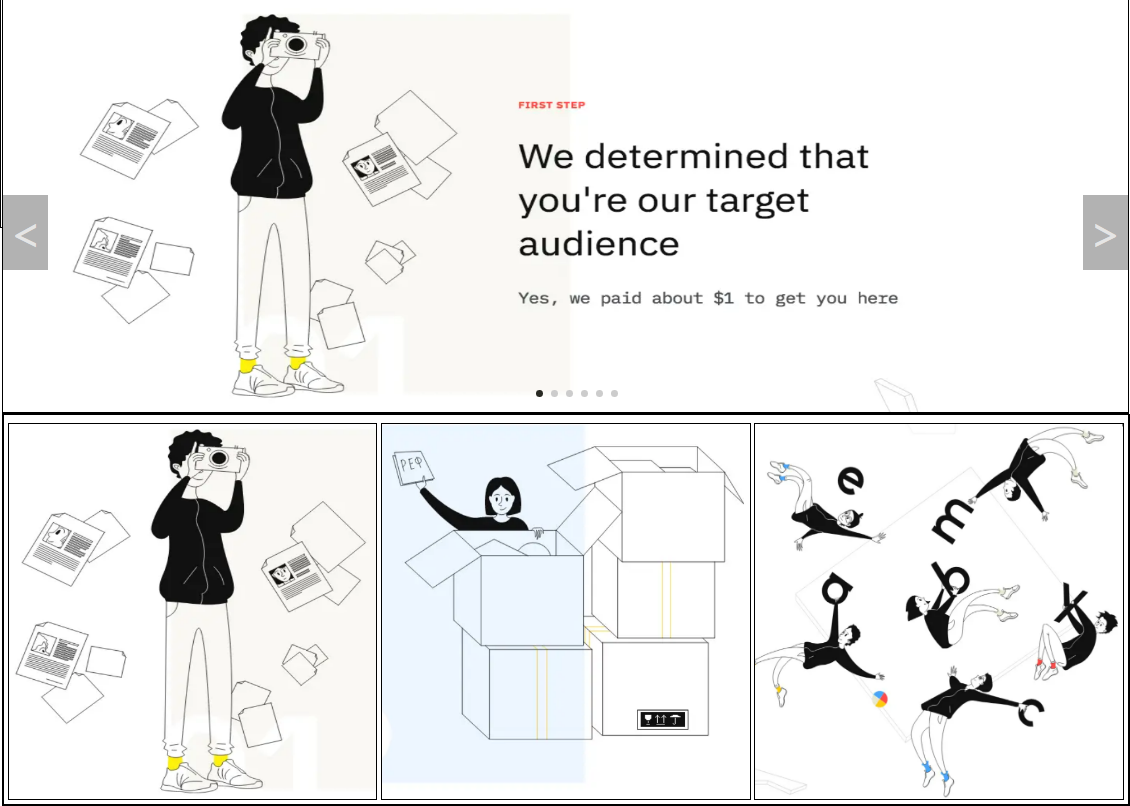 FIRST STEP
We determined that
you're our target
audience
Yes, we paid about $1 to get you here
<
>
РЕФ
e
m
b
a
k
c